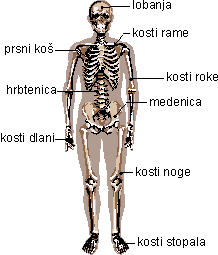 lobanja
kosti rame
prsni koš
kosti roke
hrbtenica
medenica
kosti dlani
kosti noge
kosti stopala